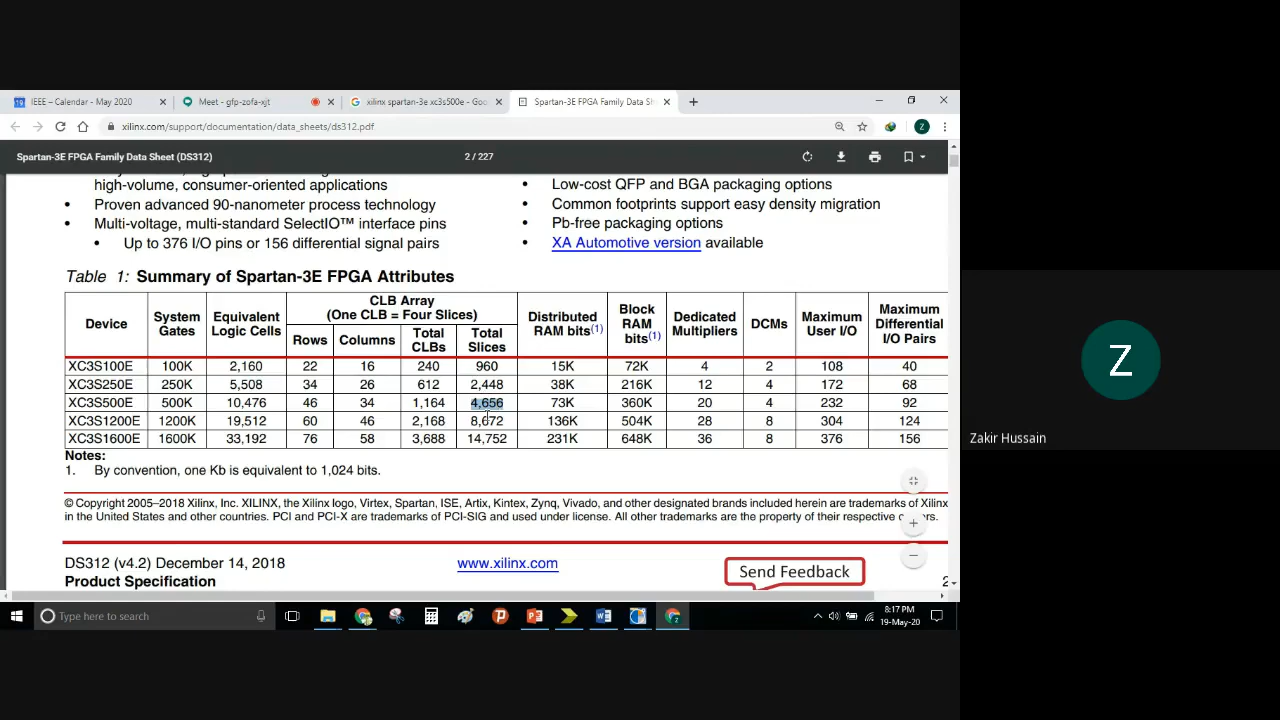 IEEE – Calendar - May 2020
Meet - gfp-zofa-xjt
xilinx spartan-3e xc3s500e - Goo
Spartan-3E FPGA Family Data Sh
xilinx.com/support/documentation/data_sheets/ds312.pdf
Z
Spartan-3E FPGA Family Data Sheet (DS312)
2 / 227
high-volume, consumer-oriented applications
• Proven advanced 90-nanometer process technology
• Multi-voltage, multi-standard SelectIO™ interface pins
• Up to 376 I/O pins or 156 differential signal pairs
• Low-cost QFP and BGA packaging options
• Common footprints support easy density migration
• Pb-free packaging options
• XA Automotive version available
Table 1: Summary of Spartan-3E FPGA Attributes
Device System Gates Equivalent Logic Cells CLB Array (One CLB = Four Slices) Distributed RAM bits(1) Block RAM bits(1) Dedicated Multipliers DCMs Maximum User I/O Maximum Differential I/O Pairs
Rows Columns Total CLBs Total Slices
XC3S100E 100K 2,160 22 16 240 960 15K 72K 4 2 108 40
XC3S250E 250K 5,508 34 26 612 2,448 38K 216K 12 4 172 68
XC3S500E 500K 10,476 46 34 1,164 4,656 73K 360K 20 4 232 92
XC3S1200E 1200K 19,512 60 46 2,168 8,672 136K 504K 28 8 304 124
XC3S1600E 1600K 33,192 76 58 3,688 14,752 231K 648K 36 8 376 156
Notes:
1. By convention, one Kb is equivalent to 1,024 bits.
© Copyright 2005–2018 Xilinx, Inc. XILINX, the Xilinx logo, Virtex, Spartan, ISE, Artix, Kintex, Zynq, Vivado, and other designated brands included herein are trademarks of Xilinx
in the United States and other countries. PCI and PCI-X are trademarks of PCI-SIG and used under license. All other trademarks are the property of their respective
DS312 (v4.2) December 14, 2018
www.xilinx.com
Send Feedback
Product Specification
2
Type here to search
8:17 PM
19-May-20
Z
Zakir Hussain